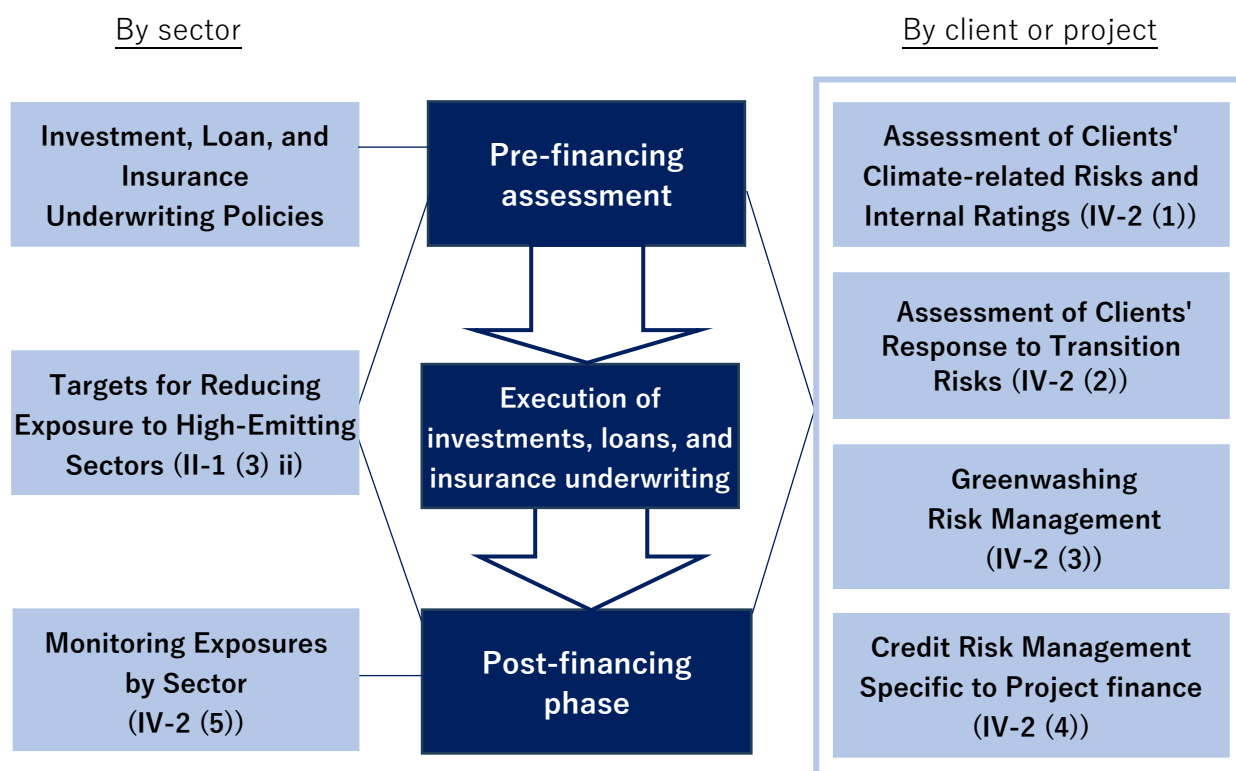 By sector
By client or project
Investment, Loan, and
Insurance
Underwriting Policies
Targets for Reducing
Exposure to High-Emitting
Sectors (II-1 (3) ii)
Monitoring Exposures
by Sector
(IV-2 (5))
Pre-financing
assessment
Execution of
investments, loans, and
insurance underwriting
Post-financing
phase
Assessment of Clients'
Climate-related Risks and
Internal Ratings (IV-2 (1))
Assessment of Clients'
Response to Transition
Risks (IV-2 (2))
Greenwashing
Risk Management
(IV-2 (3))
Credit Risk Management
Specific to Project finance
(IV-2 (4))